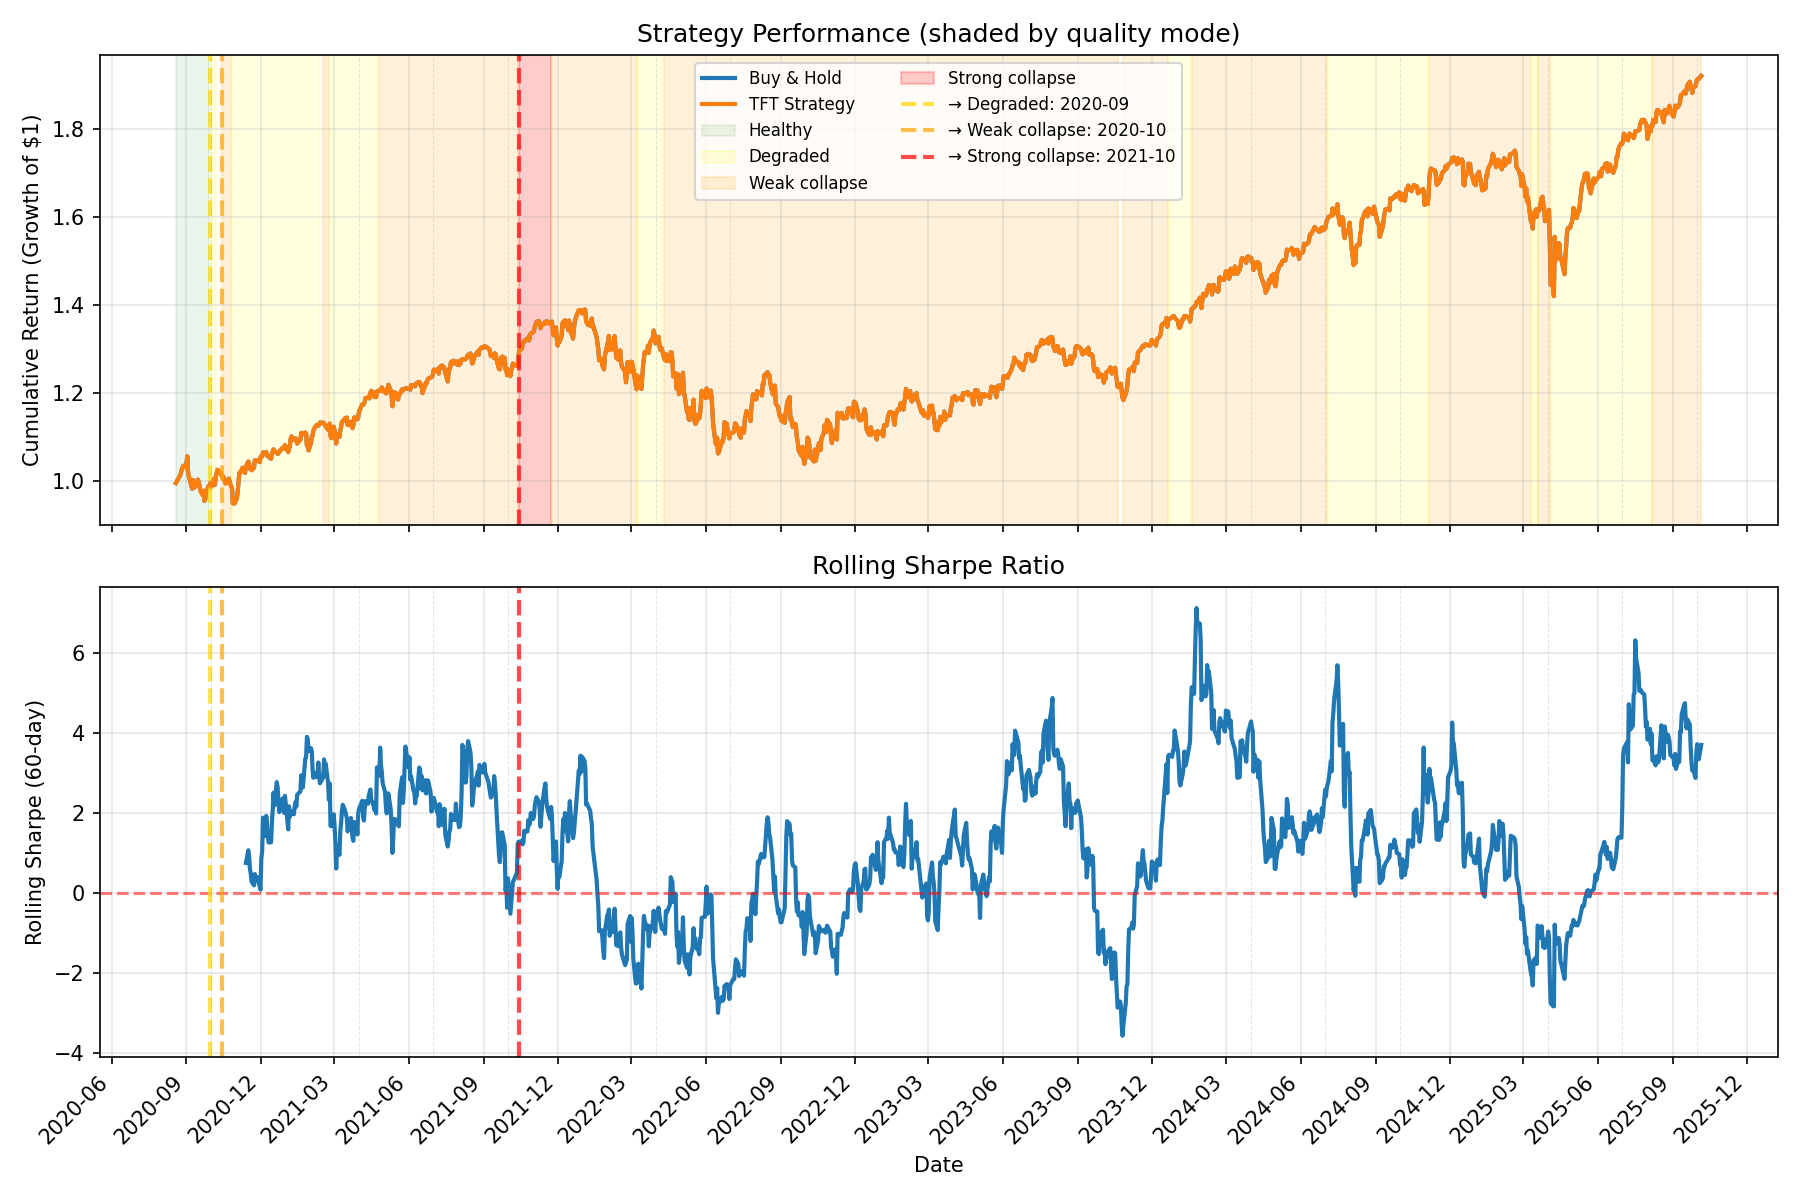 Strategy Performance (shaded by quality mode)
Cumulative Return (Growth of $1)
1.8
1.6
1.4
1.2
1.0
Buy & Hold
TFT Strategy
Healthy
Degraded
Weak collapse
Strong collapse
→ Degraded: 2020-09
→ Weak collapse: 2020-10
→ Strong collapse: 2021-10
Rolling Sharpe Ratio
Rolling Sharpe (60-day)
6
4
2
0
−2
−4
2020-06
2020-09
2020-12
2021-03
2021-06
2021-09
2021-12
2022-03
2022-06
2022-09
2022-12
2023-03
2023-06
2023-09
2023-12
2024-03
2024-06
2024-09
2024-12
2025-03
2025-06
2025-09
2025-12
Date